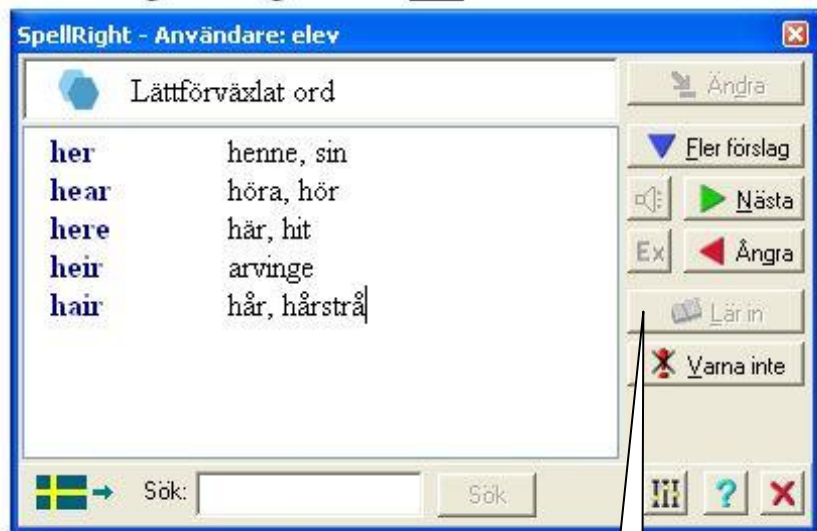 SpellRight - Användare: elev
Lättförväxlat ord
Ändra
her henne, sin
hear höra, hör
here här, hit
heir arvinge
hair hår, hårstrå
Fler förslag
Nästa
Ex Ångra
Lär in
Varna inte
Sök: Sök
?